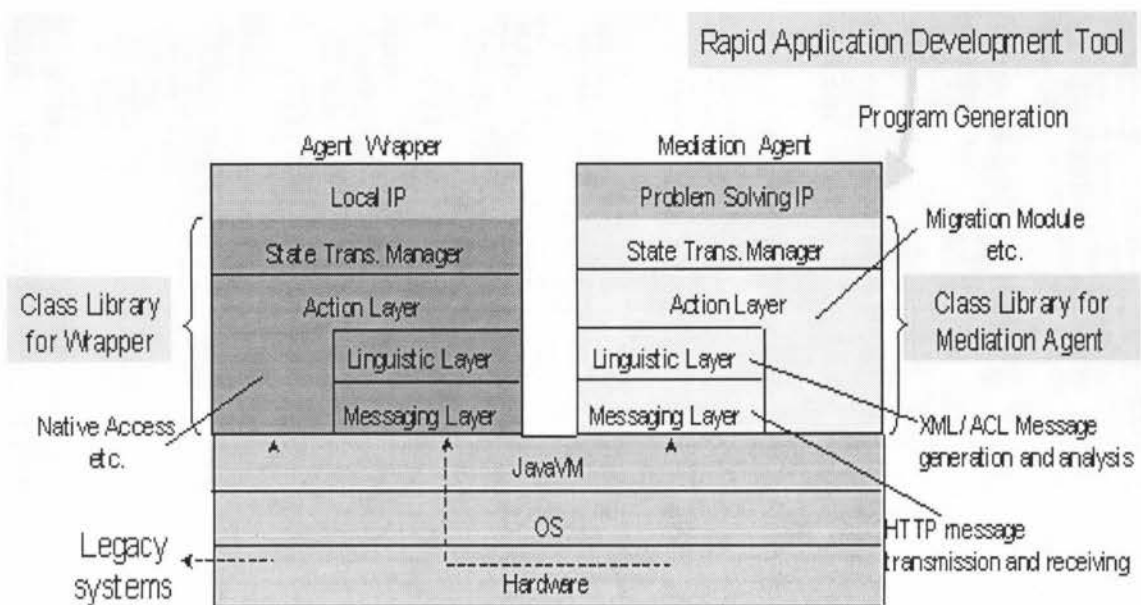 Rapid Application Development Tool
Program Generation
Agent Wrapper
Mediation Agent
Local IP
Problem Solving IP
State Trans. Manager
State Trans. Manager
Migration Module
etc.
Class Library
for Wrapper
Action Layer
Action Layer
Class Library for
Mediation Agent
Linguistic Layer
Linguistic Layer
Messaging Layer
Messaging Layer
Native Access
etc.
XML/ ACL Message
generation and analysis
JavaVM
OS
HTTP message
transmission and receiving
Legacy
systems
Hardware